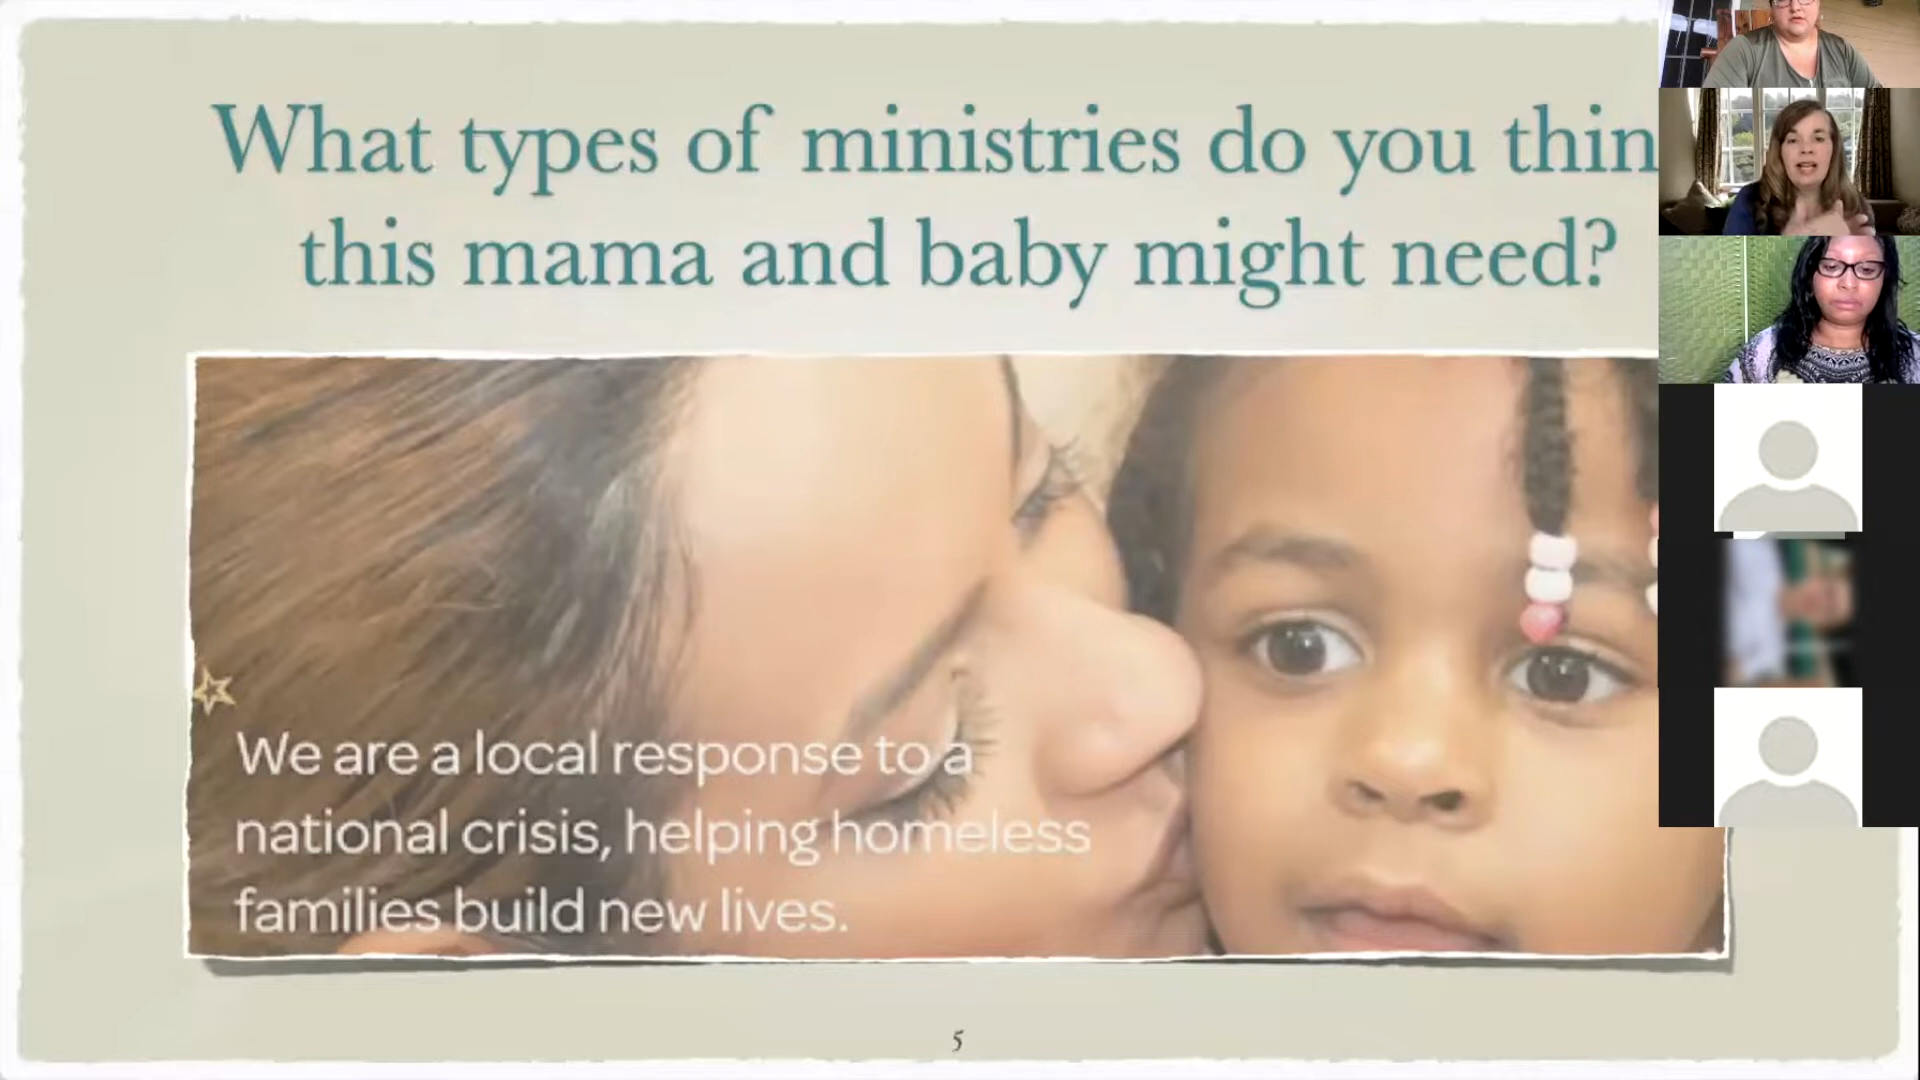 What types of ministries do you thin
this mama and baby might need?
We are a local response to a
national crisis, helping homeless
families build new lives.
5